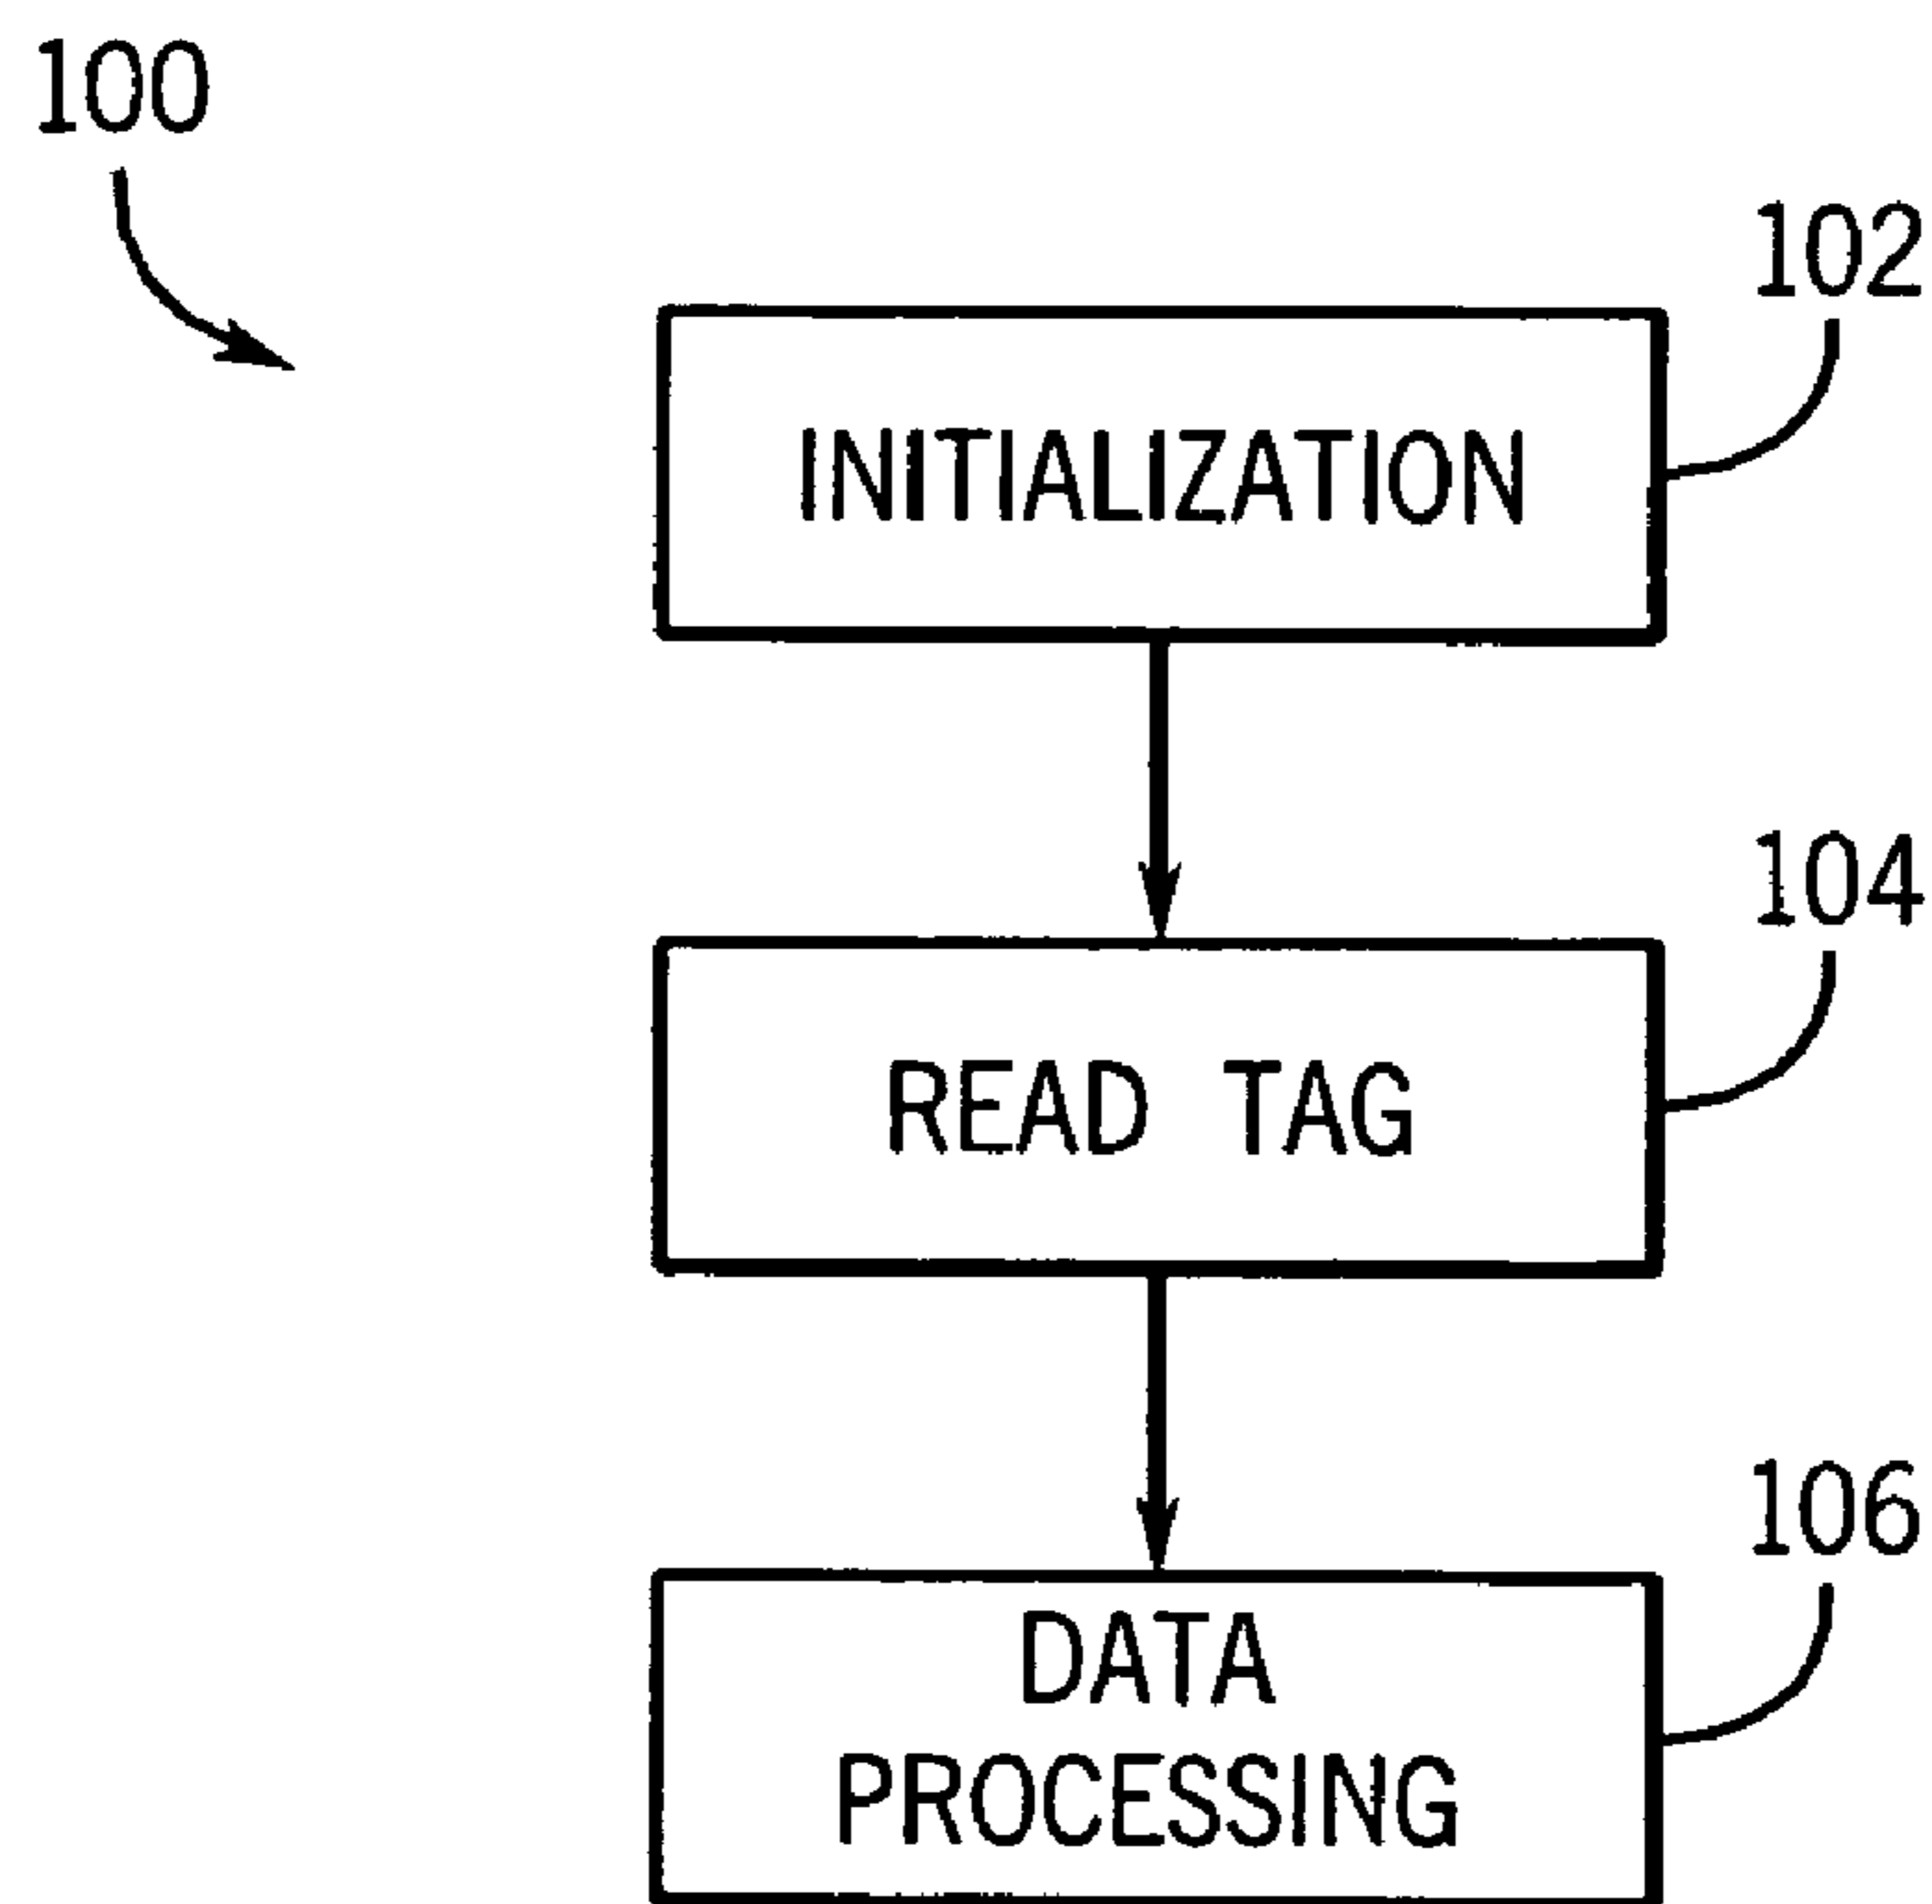 100
102
INITIALIZATION
104
READ TAG
106
DATA
PROCESSING